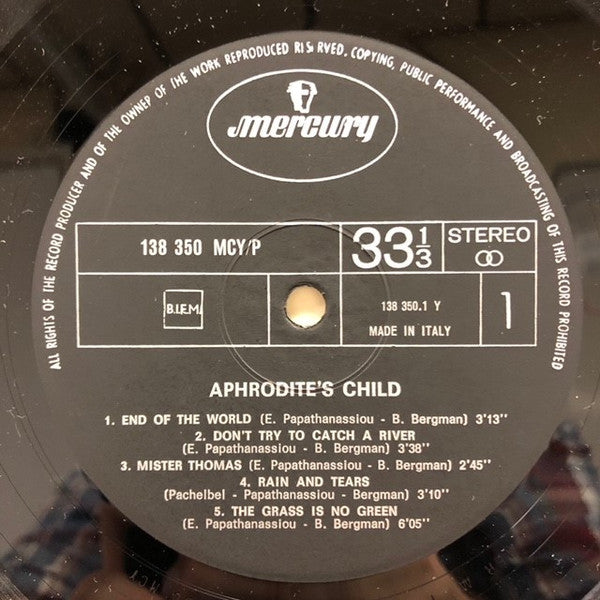 ALL RIGHTS OF THE RECORD PRODUCER AND OF THE OWNER OF THE WORK REPRODUCED RESERVED. COPYING, PUBLIC PERFORMANCE AND BROADCASTING OF THIS RECORD PROHIBITED
mercury
138 350 MCY/P
33 1/3
STEREO
B.I.E.M.
138 350.1 Y
MADE IN ITALY
1
APHRODITE'S CHILD
1. END OF THE WORLD (E. Papathanassiou - B. Bergman) 3'13''
2. DON'T TRY TO CATCH A RIVER
(E. Papathanassiou - B. Bergman) 3'38''
3. MISTER THOMAS (E. Papathanassiou - B. Bergman) 2'45''
4. RAIN AND TEARS
(Pachelbel - Papathanassiou - Bergman) 3'10''
5. THE GRASS IS NO GREEN
(E. Papathanassiou - B. Bergman) 6'05''